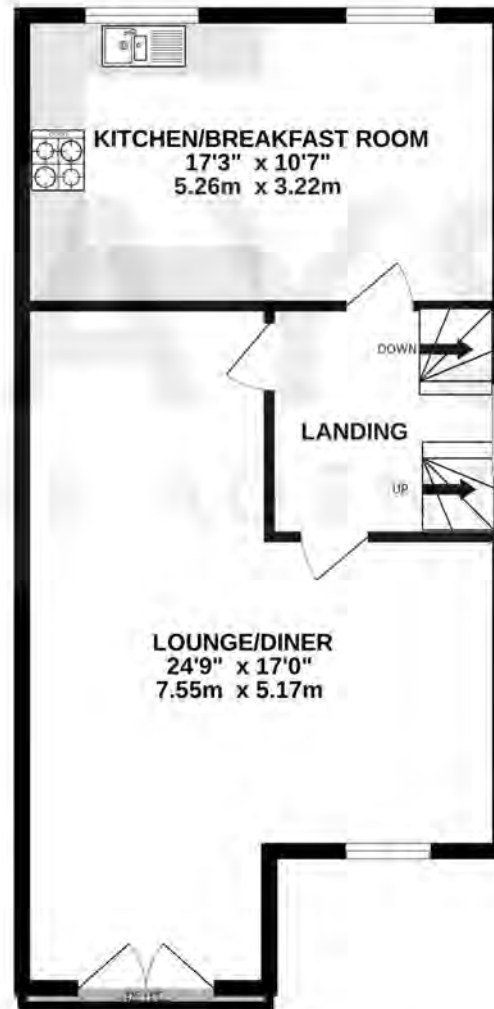 KITCHEN/BREAKFAST ROOM
17'3" x 10'7"
5.26m x 3.22m
DOWN
LANDING
UP
LOUNGE/DINER
24'9" x 17'0"
7.55m x 5.17m